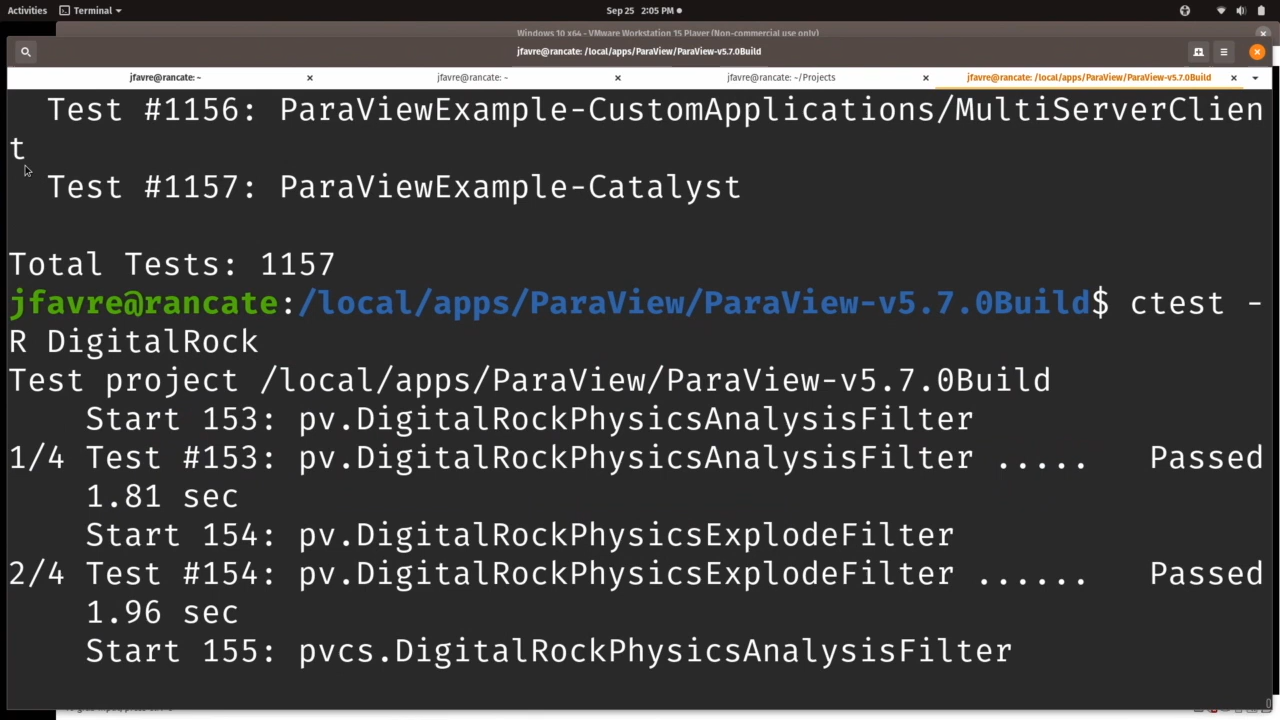 Activities Terminal Sep 25 2:05 PM
Windows 10 x64 - VMware Workstation 15 Player (Non-commercial use only)
jfavre@rancate: /local/apps/ParaView/ParaView-v5.7.0Build
jfavre@rancate: ~ jfavre@rancate: ~ jfavre@rancate: ~/Projects jfavre@rancate: /local/apps/ParaView/ParaView-v5.7.0Build
Test #1156: ParaViewExample-CustomApplications/MultiServerClien
t
Test #1157: ParaViewExample-Catalyst
Total Tests: 1157
jfavre@rancate:/local/apps/ParaView/ParaView-v5.7.0Build$ ctest -
R DigitalRock
Test project /local/apps/ParaView/ParaView-v5.7.0Build
Start 153: pv.DigitalRockPhysicsAnalysisFilter
1/4 Test #153: pv.DigitalRockPhysicsAnalysisFilter ..... Passed
1.81 sec
Start 154: pv.DigitalRockPhysicsExplodeFilter
2/4 Test #154: pv.DigitalRockPhysicsExplodeFilter ...... Passed
1.96 sec
Start 155: pvcs.DigitalRockPhysicsAnalysisFilter